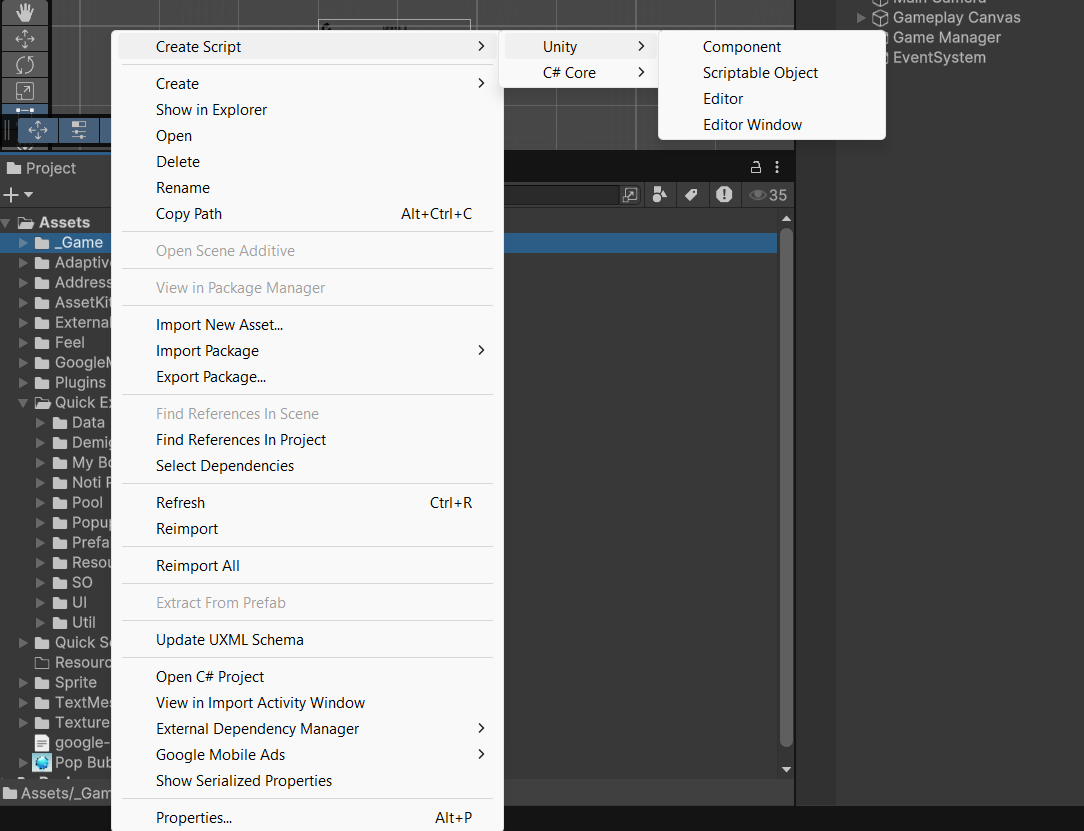 Main Camera
Gameplay Canvas
Game Manager
EventSystem
Create Script
Create
Show in Explorer
Open
Delete
Rename
Copy Path Alt+Ctrl+C
Open Scene Additive
View in Package Manager
Import New Asset...
Import Package
Export Package...
Find References In Scene
Find References In Project
Select Dependencies
Refresh Ctrl+R
Reimport
Reimport All
Extract From Prefab
Update UXML Schema
Open C# Project
View in Import Activity Window
External Dependency Manager
Google Mobile Ads
Show Serialized Properties
Properties... Alt+P
Unity
C# Core
Component
Scriptable Object
Editor
Editor Window
Project
35
Assets
_Game
Adaptiv
Address
AssetKi
External
Feel
GoogleM
Plugins
Quick Ex
Data
Demig
My Bo
Noti P
Pool
Popup
Prefa
Resou
SO
UI
Util
Quick Se
Resourc
Sprite
TextMes
Texture
google-
Pop Bub
Assets/_Gam